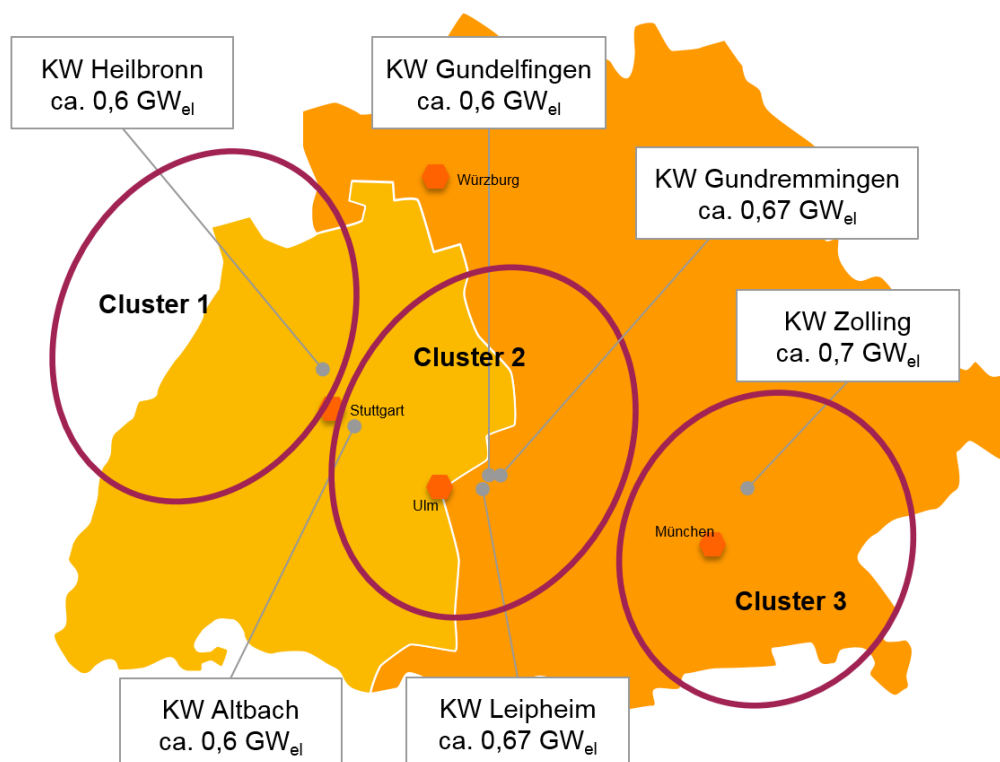 KW Heilbronn
ca. 0,6 GWel
KW Gundelfingen
ca. 0,6 GWel
KW Gundremmingen
ca. 0,67 GWel
Würzburg
KW Zolling
ca. 0,7 GWel
Cluster 1
Cluster 2
Stuttgart
Ulm
München
Cluster 3
KW Altbach
ca. 0,6 GWel
KW Leipheim
ca. 0,67 GWel